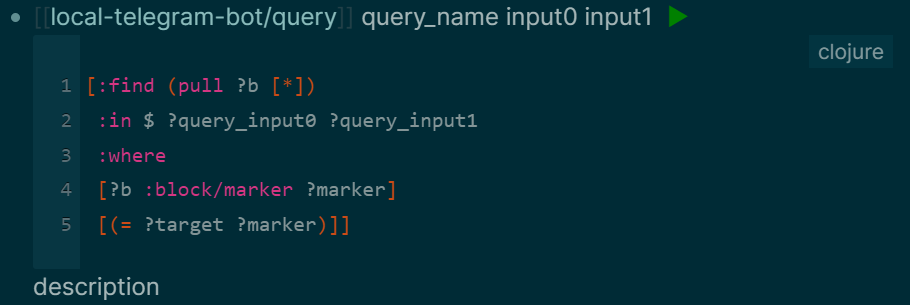 [[local-telegram-bot/query]] query_name input0 input1
clojure
1 [:find (pull ?b [*])
2 :in $ ?query_input0 ?query_input1
3 :where
4 [?b :block/marker ?marker]
5 [(= ?target ?marker)]]
description